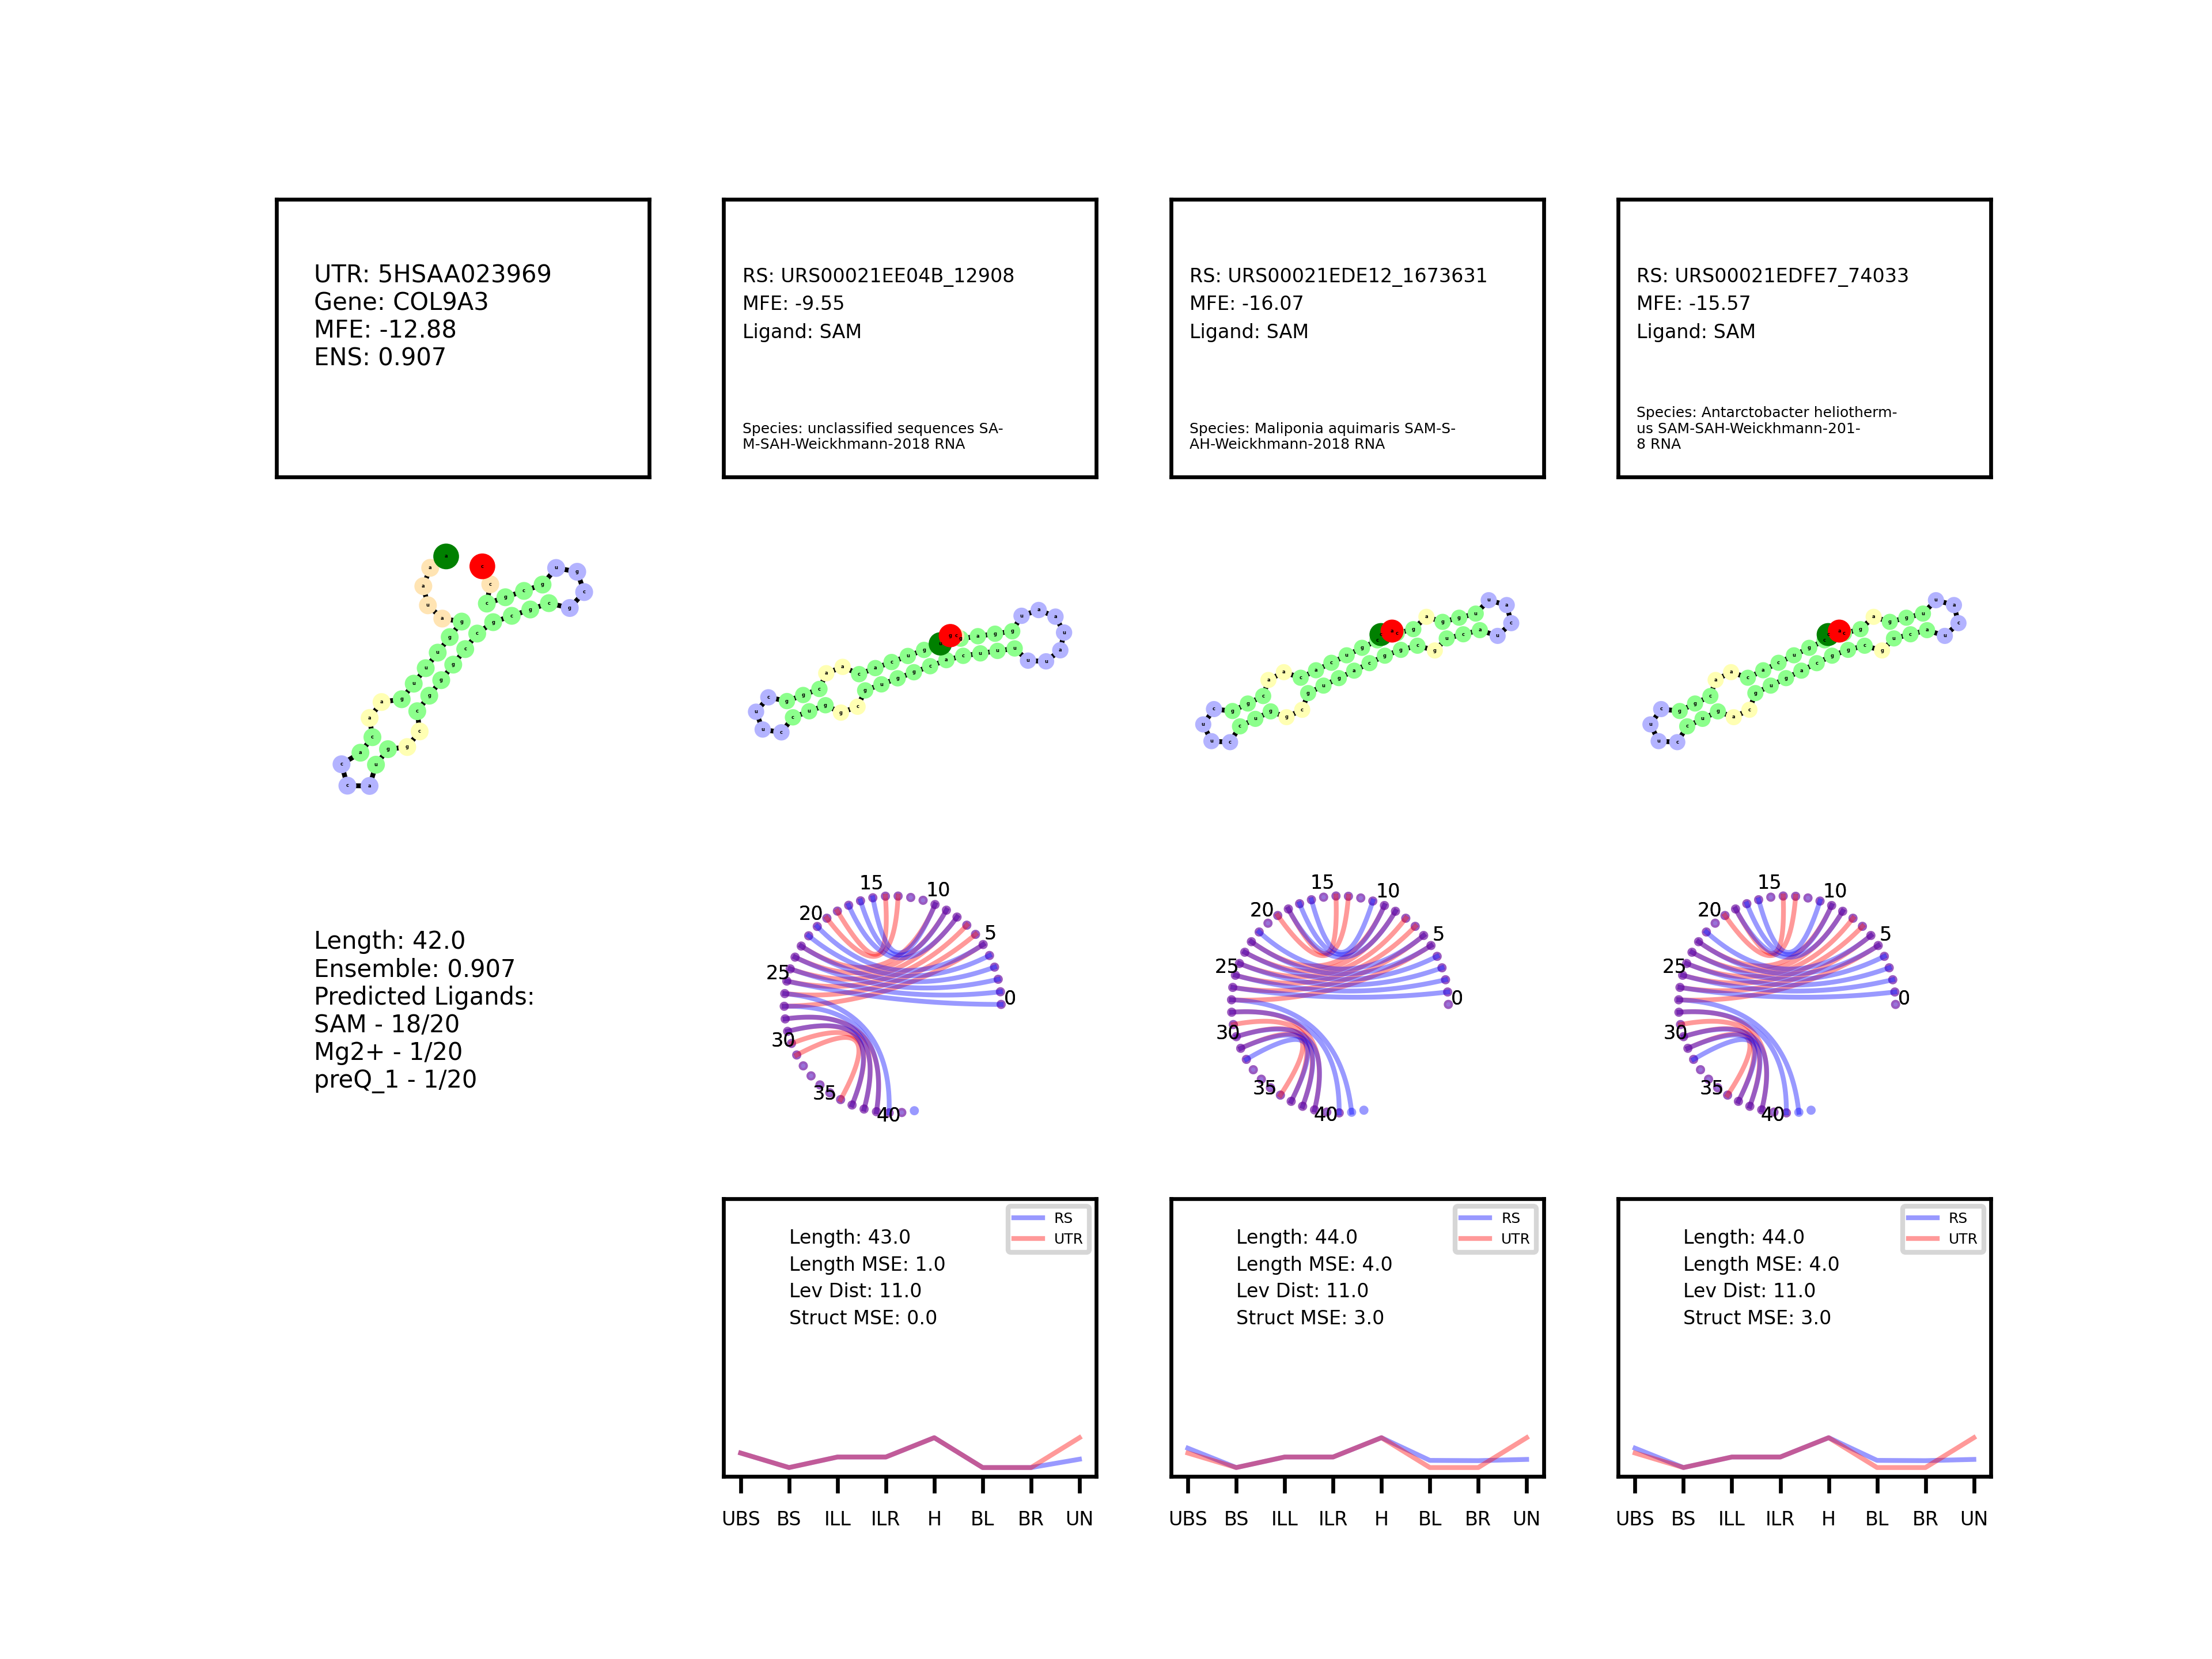 UTR: 5HSAA023969
Gene: COL9A3
MFE: -12.88
ENS: 0.907
RS: URS00021EE04B_12908
MFE: -9.55
Ligand: SAM
Species: unclassified sequences SA-
M-SAH-Weickhmann-2018 RNA
RS: URS00021EDE12_1673631
MFE: -16.07
Ligand: SAM
Species: Maliponia aquimaris SAM-S-
AH-Weickhmann-2018 RNA
RS: URS00021EDFE7_74033
MFE: -15.57
Ligand: SAM
Species: Antarctobacter heliotherm-
us SAM-SAH-Weickhmann-201-
8 RNA
Length: 42.0
Ensemble: 0.907
Predicted Ligands:
SAM - 18/20
Mg2+ - 1/20
preQ_1 - 1/20
0
5
10
15
20
25
30
35
40
0
5
10
15
20
25
30
35
40
0
5
10
15
20
25
30
35
40
RS
UTR
Length: 43.0
Length MSE: 1.0
Lev Dist: 11.0
Struct MSE: 0.0
UBS BS ILL ILR H BL BR UN
RS
UTR
Length: 44.0
Length MSE: 4.0
Lev Dist: 11.0
Struct MSE: 3.0
UBS BS ILL ILR H BL BR UN
RS
UTR
Length: 44.0
Length MSE: 4.0
Lev Dist: 11.0
Struct MSE: 3.0
UBS BS ILL ILR H BL BR UN